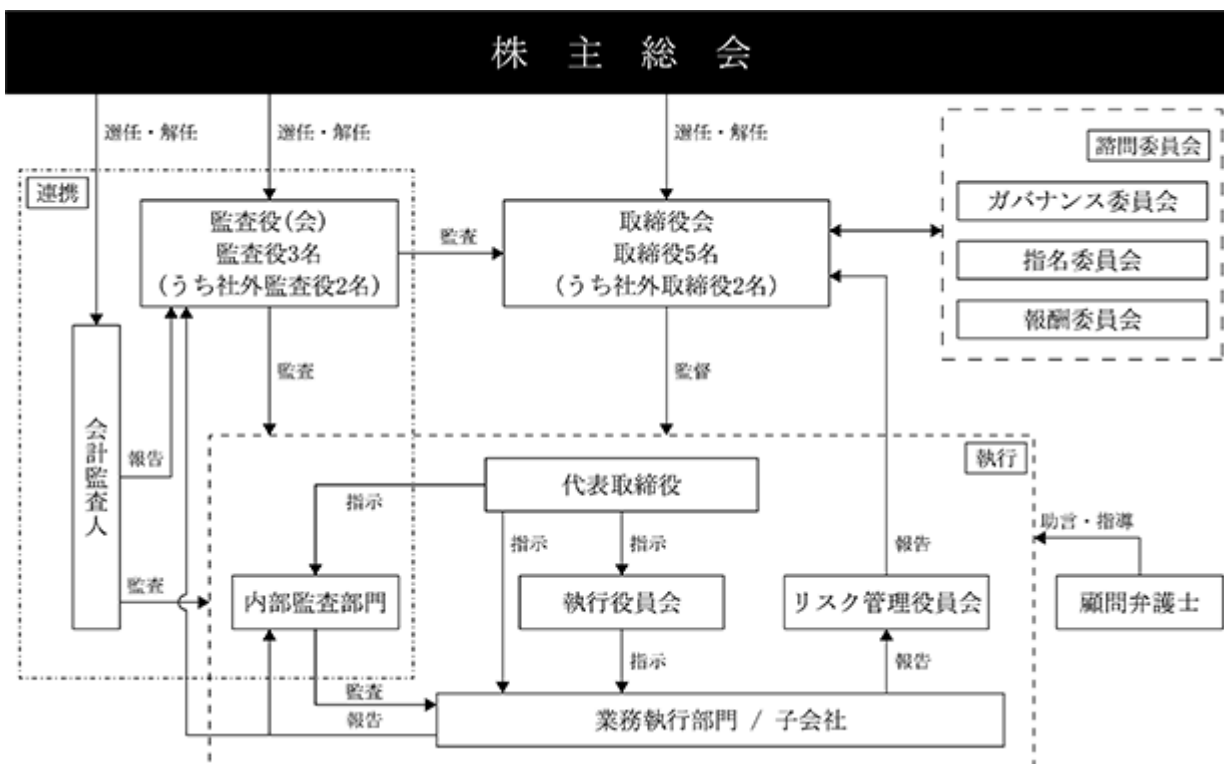 株主総会
選任・解任
選任・解任
選任・解任
諮問委員会
ガバナンス委員会
指名委員会
報酬委員会
連携
監査役(会)
監査役3名
(うち社外監査役2名)
監査
取締役会
取締役5名
(うち社外取締役2名)
監査
監督
会計監査人
報告
監査
執行
代表取締役
指示
指示
指示
報告
助言・指導
内部監査部門
執行役員会
リスク管理役員会
顧問弁護士
指示
報告
監査
報告
業務執行部門 / 子会社